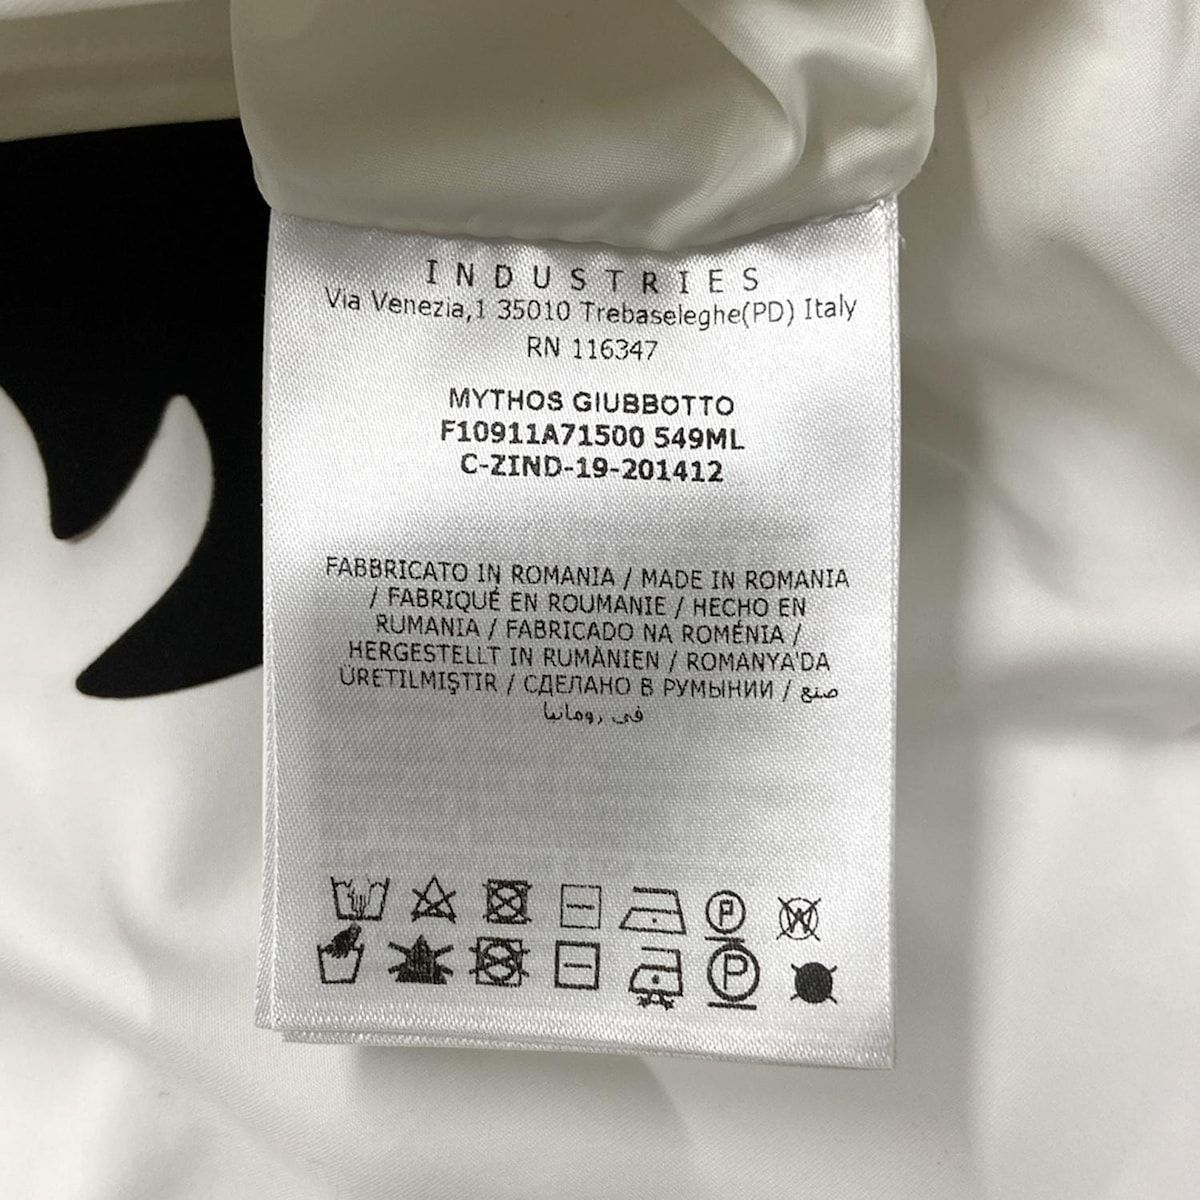 INDUSTRIES
Via Venezia,1 35010 Trebaseleghe(PD) Italy
RN 116347
MYTHOS GIUBBOTTO
F10911A71500 549ML
C-ZIND-19-201412
FABBRICATO IN ROMANIA / MADE IN ROMANIA
/ FABRIQUÉ EN ROUMANIE / HECHO EN
RUMANIA / FABRICADO NA ROMÉNIA /
HERGESTELLT IN RUMÄNIEN / ROMANYA'DA
ÜRETILMIŞTIR / СДЕЛАНО В РУМЫНИИ / صنع
في رومانيا
P W
P